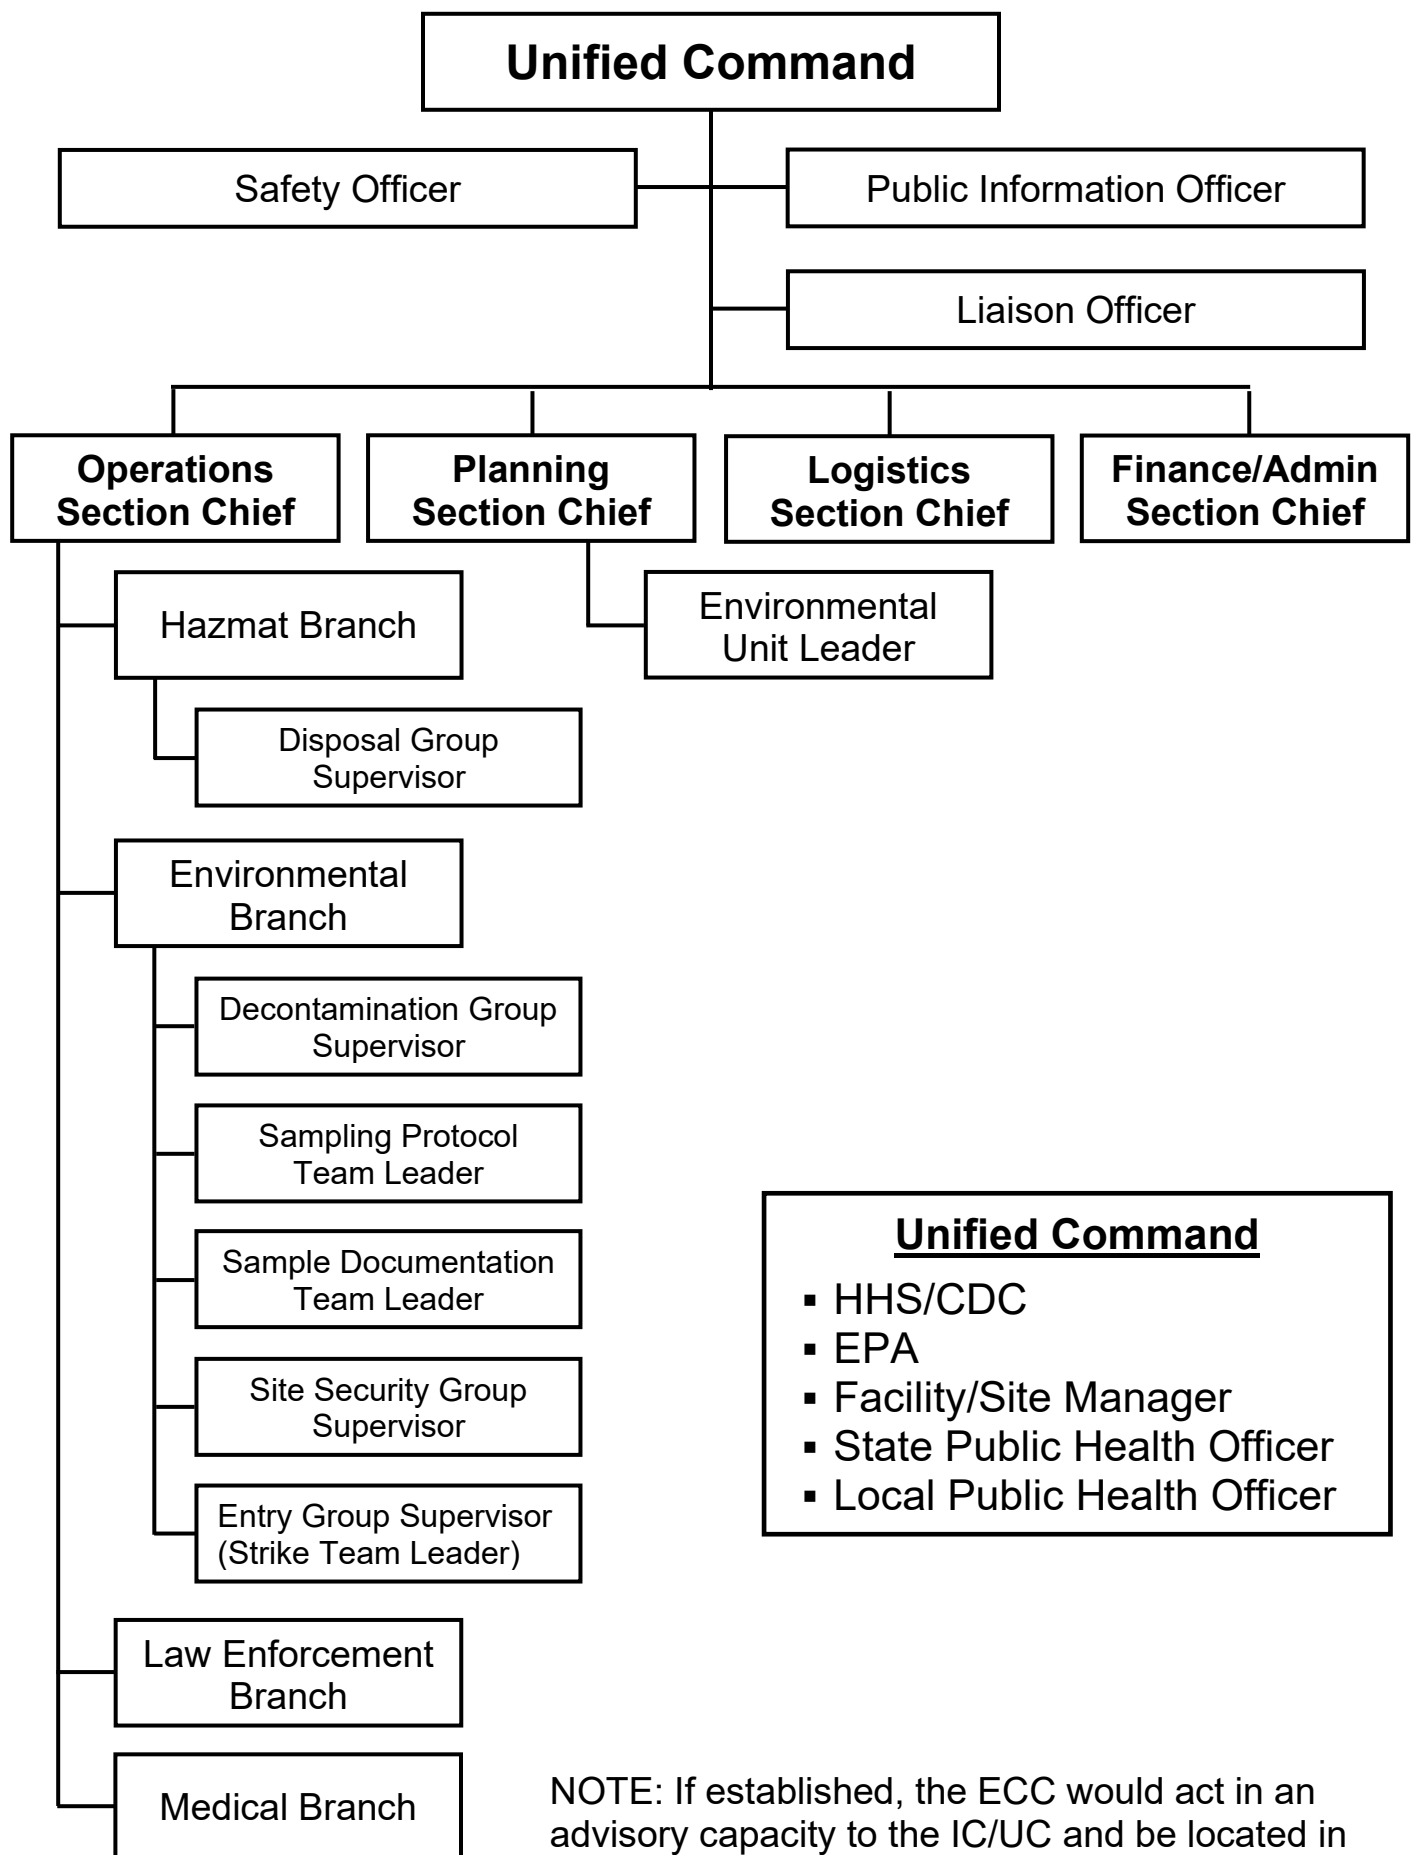 Unified Command
Safety Officer
Public Information Officer
Liaison Officer
Operations
Section Chief
Planning
Section Chief
Logistics
Section Chief
Finance/Admin
Section Chief
Hazmat Branch
Environmental
Unit Leader
Disposal Group
Supervisor
Environmental
Branch
Decontamination Group
Supervisor
Sampling Protocol
Team Leader
Sample Documentation
Team Leader
Site Security Group
Supervisor
Entry Group Supervisor
(Strike Team Leader)
Law Enforcement
Branch
Medical Branch
Unified Command
▪ HHS/CDC
▪ EPA
▪ Facility/Site Manager
▪ State Public Health Officer
▪ Local Public Health Officer
NOTE: If established, the ECC would act in an
advisory capacity to the IC/UC and be located in